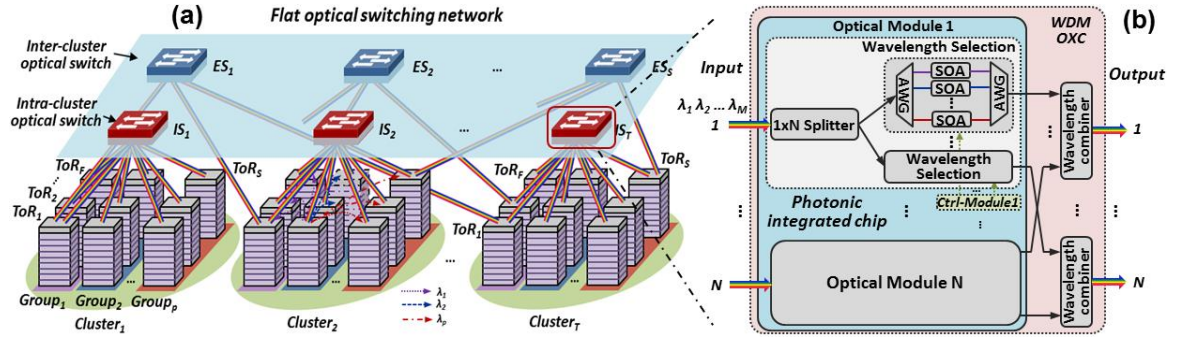 Flat optical switching network
(a)
Inter-cluster
optical switch
ES1
ES2
...
ESS
Intra-cluster
optical switch
IS1
IS2
...
IST
ToRF
ToR2
ToR1
ToRS
ToRS
ToRF
ToR1
ToRS
...
...
...
...
Group1
Group2
...
Groupp
Cluster1
Cluster2
ClusterT
λ1
λ2
λp
(b)
Optical Module 1
WDM
OXC
Wavelength Selection
Input
Output
AWG
SOA
SOA
SOA
AWG
λ1 λ2 ... λM
1
1xN Splitter
Wavelength
combiner
1
Wavelength
Selection
Ctrl-Module1
...
Photonic
integrated chip
...
Optical Module N
N
Wavelength
combiner
N